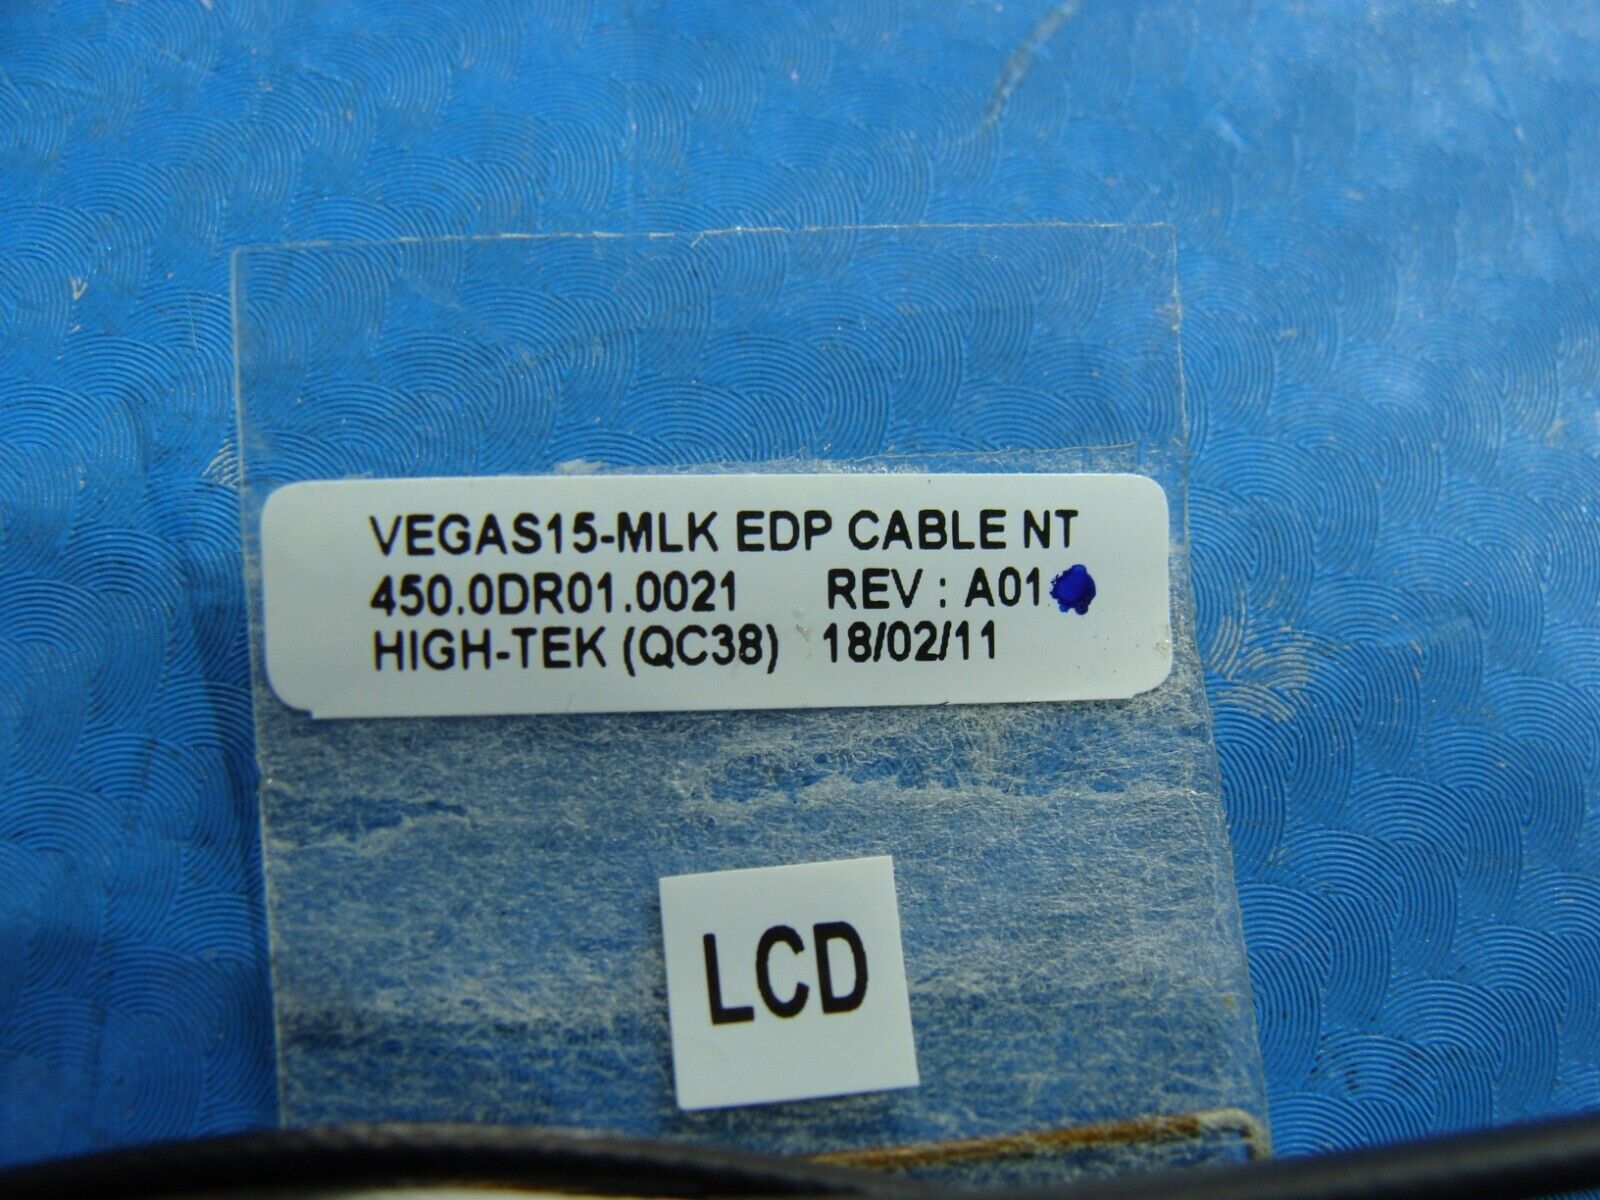 VEGAS15-MLK EDP CABLE NT
450.0DR01.0021 REV : A01
HIGH-TEK (QC38) 18/02/11
LCD